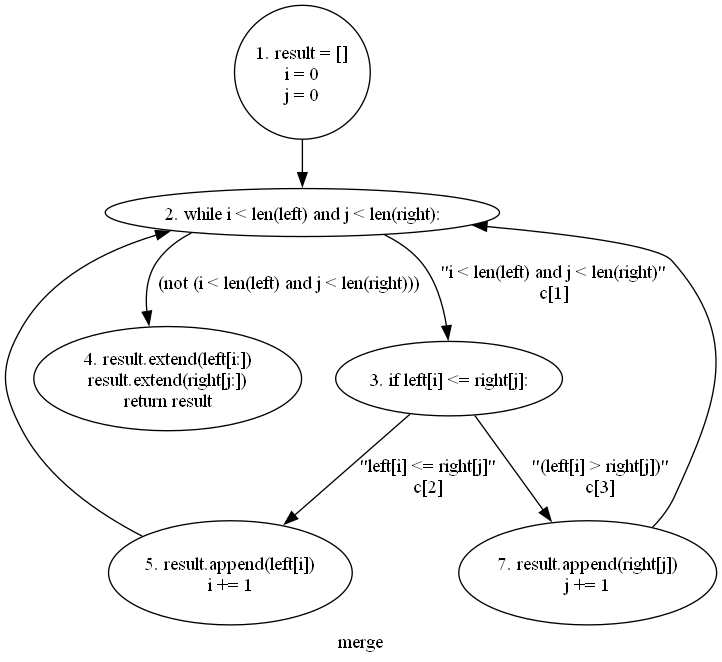 1. result = []
i = 0
j = 0
2. while i < len(left) and j < len(right):
(not (i < len(left) and j < len(right)))
"i < len(left) and j < len(right)"
c[1]
4. result.extend(left[i:])
result.extend(right[j:])
return result
3. if left[i] <= right[j]:
"left[i] <= right[j]"
c[2]
"(left[i] > right[j])"
c[3]
5. result.append(left[i])
i += 1
7. result.append(right[j])
j += 1
merge